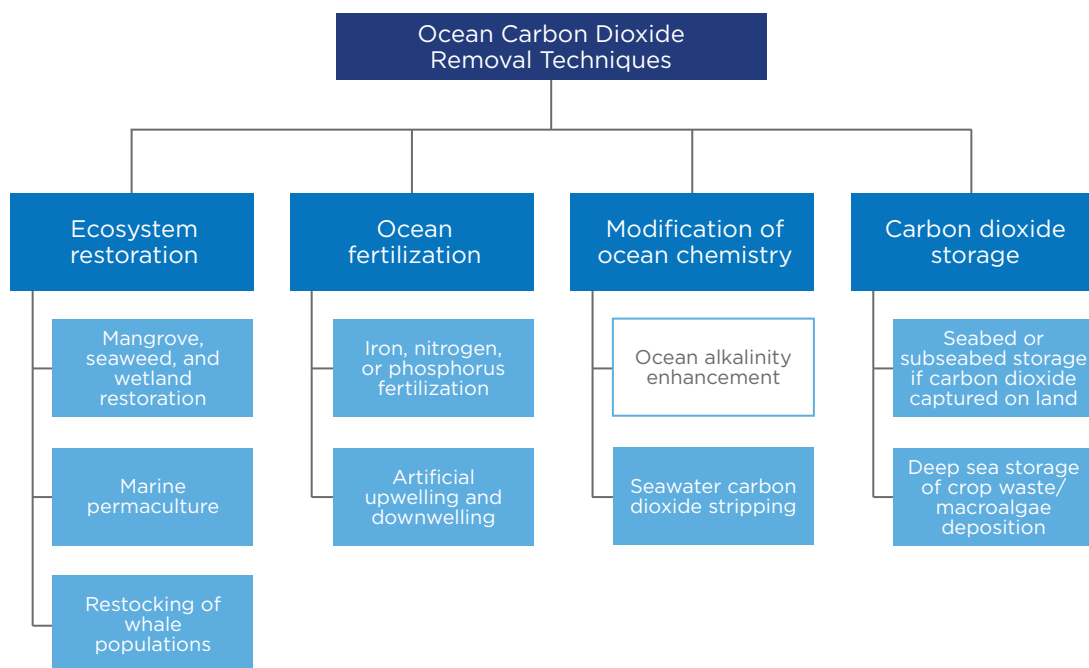 Ocean Carbon Dioxide
Removal Techniques
Ecosystem
restoration
Mangrove,
seaweed, and
wetland
restoration
Marine
permaculture
Restocking of
whale
populations
Ocean
fertilization
Iron, nitrogen,
or phosphorus
fertilization
Artificial
upwelling and
downwelling
Modification of
ocean chemistry
Ocean alkalinity
enhancement
Seawater carbon
dioxide stripping
Carbon dioxide
storage
Seabed or
subseabed storage
if carbon dioxide
captured on land
Deep sea storage
of crop waste/
macroalgae
deposition